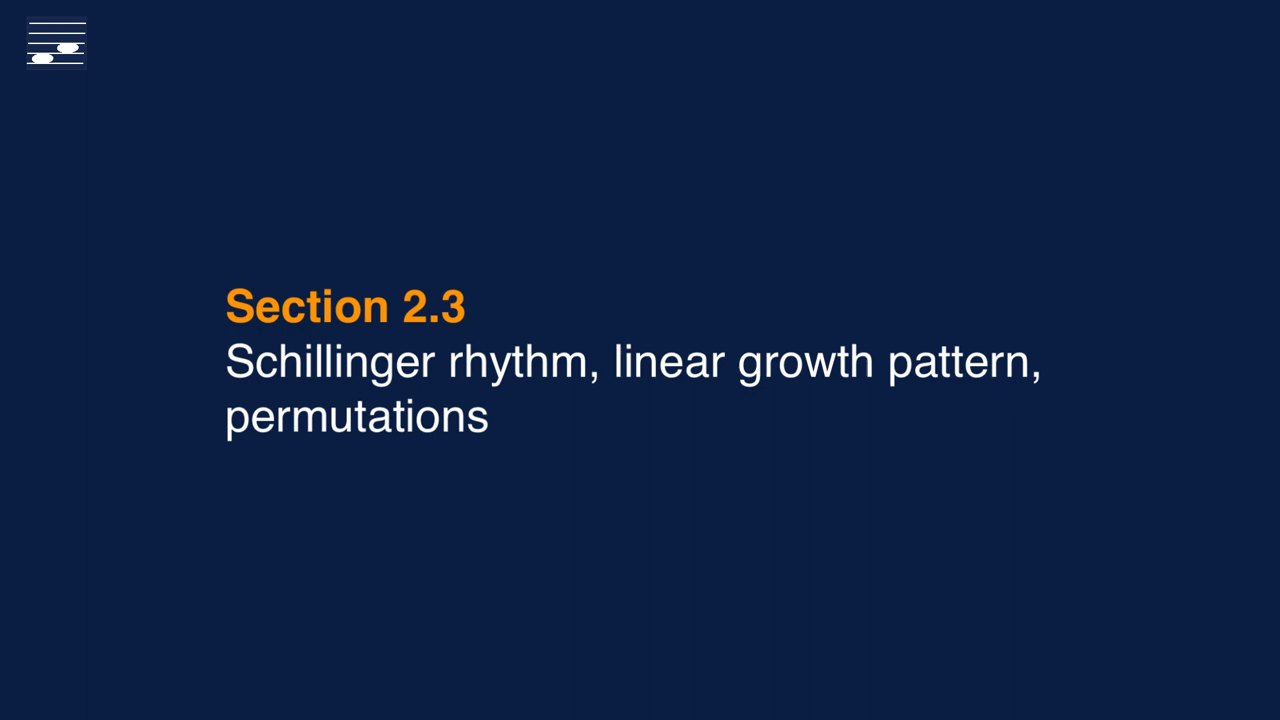 Section 2.3
Schillinger rhythm, linear growth pattern,
permutations